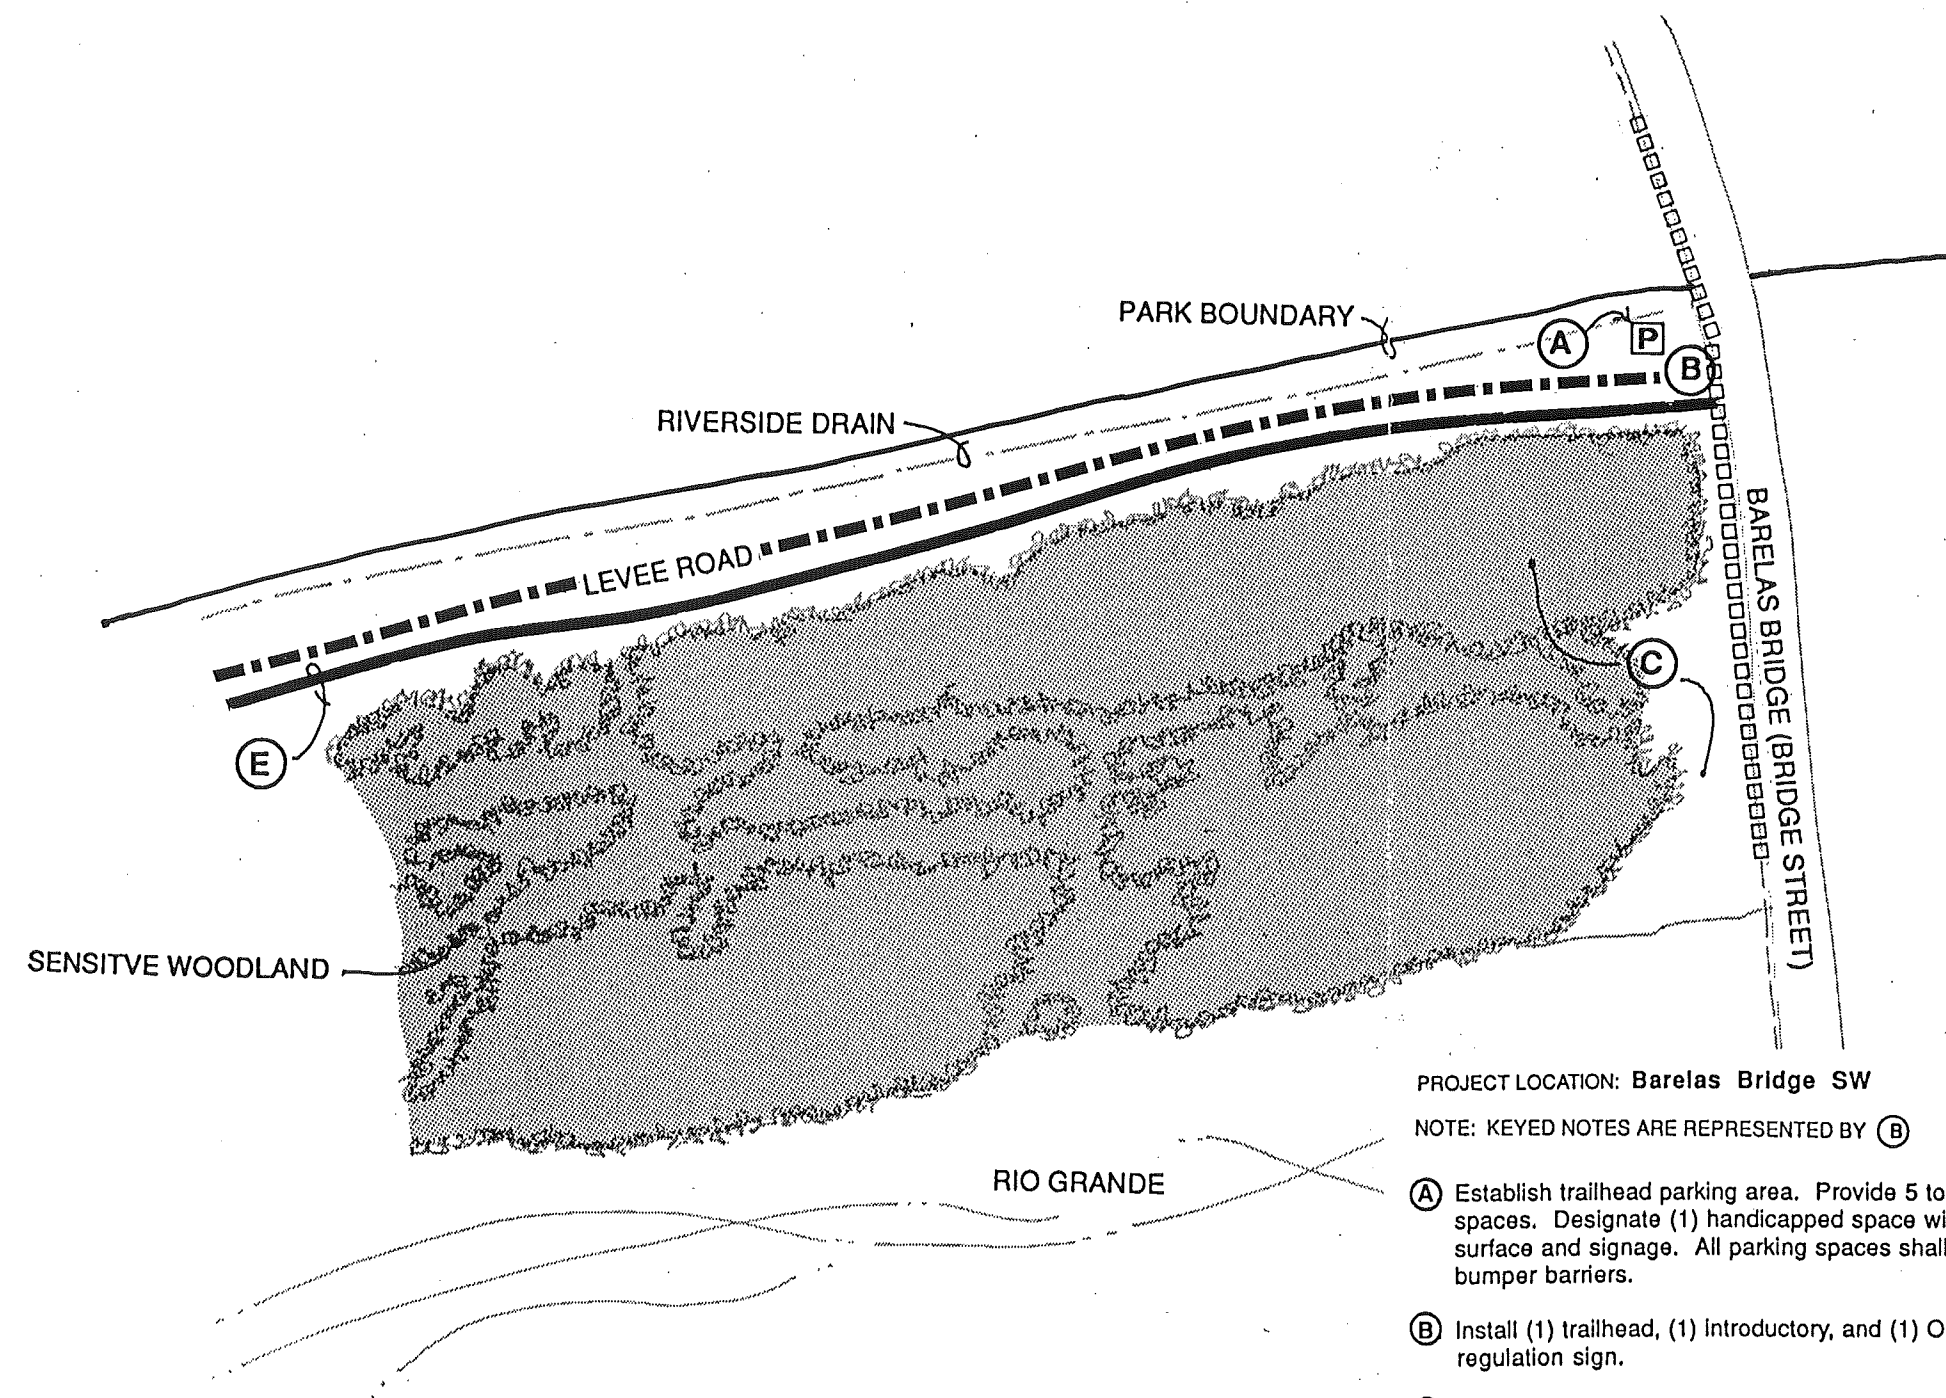 PARK BOUNDARY
A
P
B
RIVERSIDE DRAIN
LEVEE ROAD
BARELAS BRIDGE (BRIDGE STREET)
C
E
SENSITVE WOODLAND
RIO GRANDE
PROJECT LOCATION: Barelas Bridge SW
NOTE: KEYED NOTES ARE REPRESENTED BY B
A Establish trailhead parking area. Provide 5 to
spaces. Designate (1) handicapped space wi
surface and signage. All parking spaces shall
bumper barriers.
B Install (1) trailhead, (1) introductory, and (1) O
regulation sign.